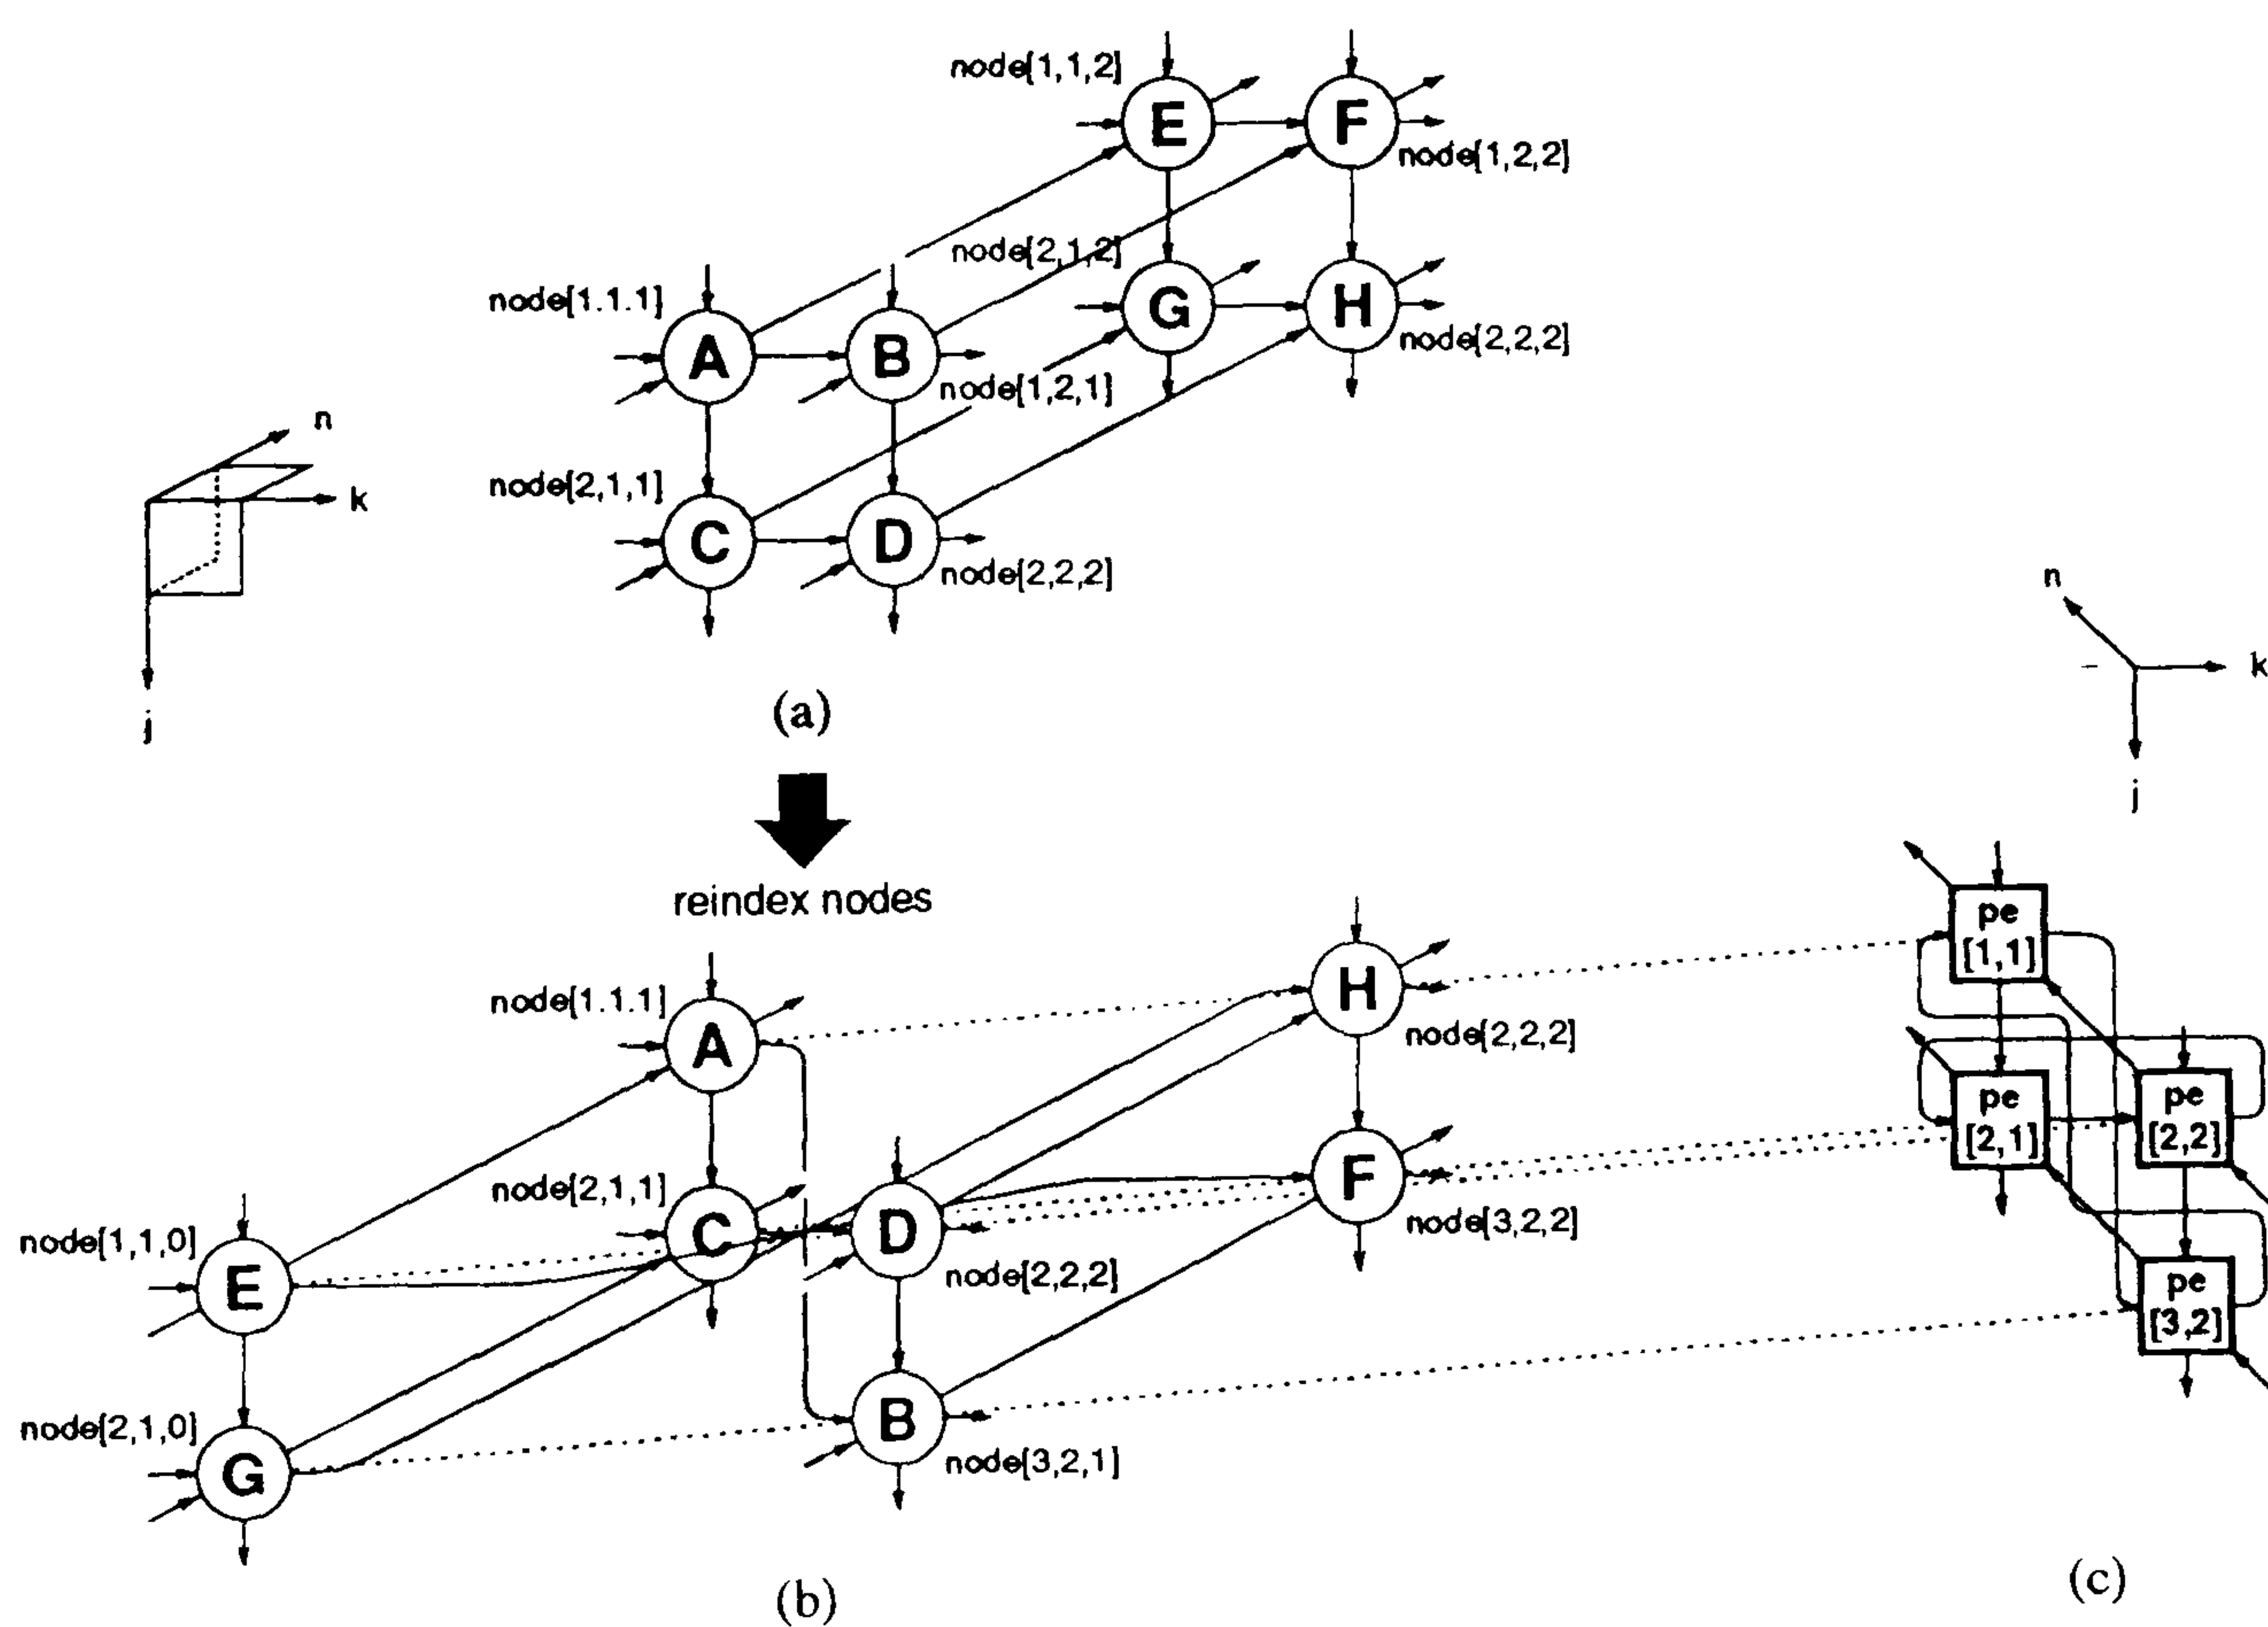 node[1,1,2]
E
F
node[1,2,2]
node[2,1,2]
node[1.1.1]
A
B
G
H
node[2,2,2]
node[1,2,1]
n
k
j
node[2,1,1]
C
D
node[2,2,2]
(a)
n
k
j
reindex nodes
node[1.1.1]
A
H
node[2,2,2]
pe
[1,1]
node[2,1,1]
C
D
F
node[3,2,2]
node[2,2,2]
pe
[2,1]
pe
[2,2]
node[1,1,0]
E
pe
[3,2]
node[2,1,0]
G
B
node[3,2,1]
(b)
(c)